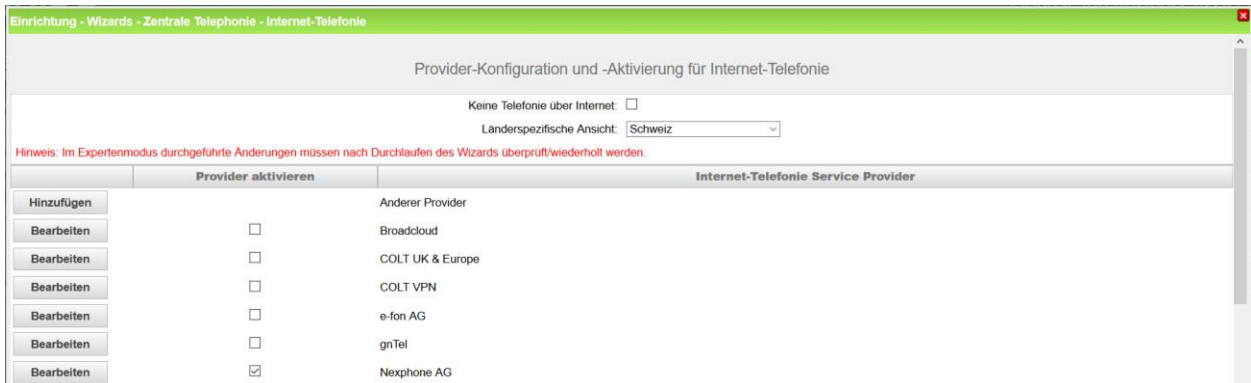 Einrichtung - Wizards - Zentrale Telephonie - Internet-Telefonie
Provider-Konfiguration und -Aktivierung für Internet-Telefonie
Keine Telefonie über Internet:
Länderspezifische Ansicht: Schweiz
Hinweis: Im Expertenmodus durchgeführte Änderungen müssen nach Durchlaufen des Wizards überprüft/wiederholt werden.
Provider aktivieren Internet-Telefonie Service Provider
Hinzufügen Anderer Provider
Bearbeiten Broadcloud
Bearbeiten COLT UK & Europe
Bearbeiten COLT VPN
Bearbeiten e-fon AG
Bearbeiten gnTel
Bearbeiten Nexphone AG